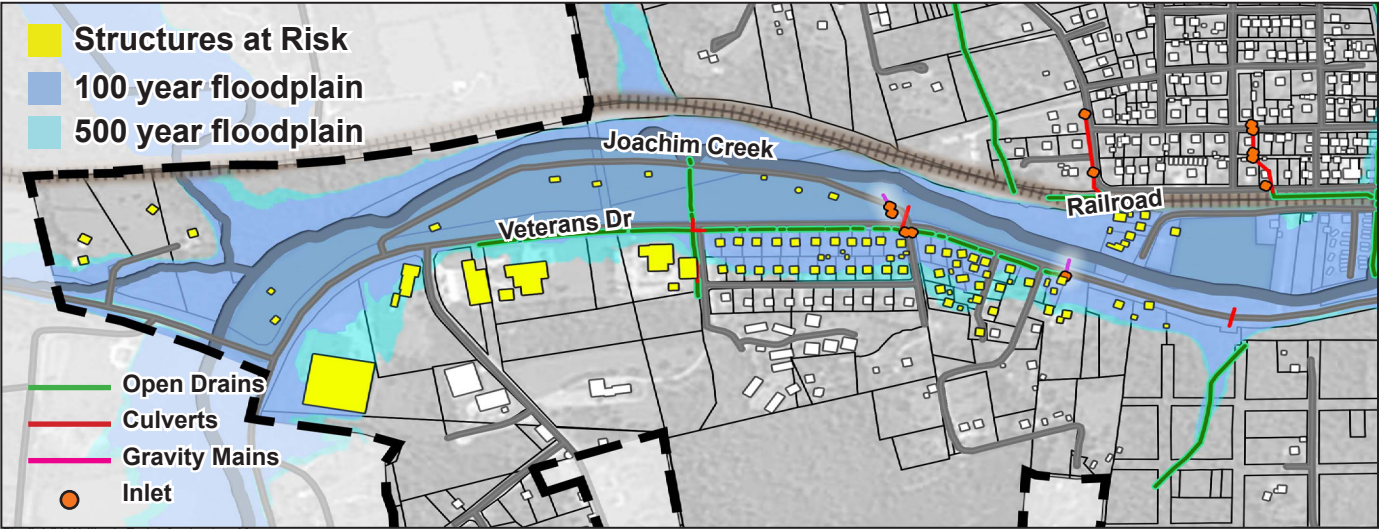 Structures at Risk
100 year floodplain
500 year floodplain
Joachim Creek
Veterans Dr
Railroad
Open Drains
Culverts
Gravity Mains
Inlet